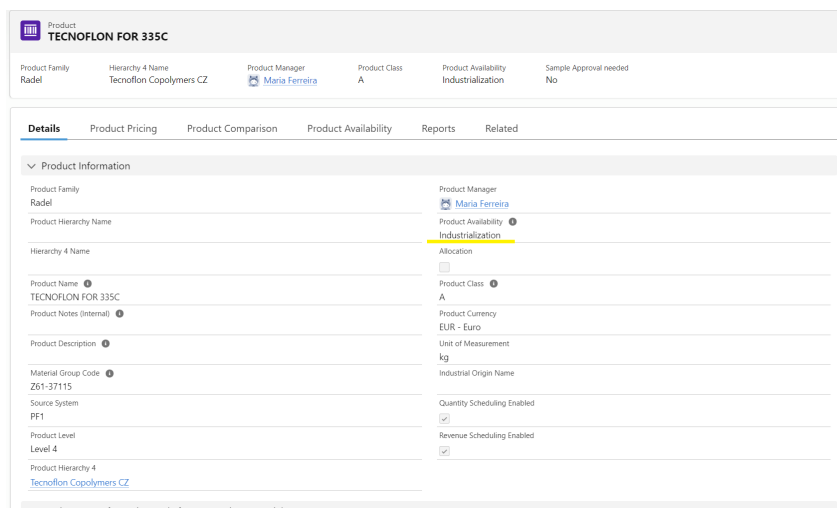 Product
TECNOFLON FOR 335C
Product Family Hierarchy 4 Name Product Manager Product Class Product Availability Sample Approval needed
Radel Tecnoflon Copolymers CZ Maria Ferreira A Industrialization No
Details Product Pricing Product Comparison Product Availability Reports Related
Product Information
Product Family Product Manager
Radel Maria Ferreira
Product Hierarchy Name Product Availability
Industrialization
Hierarchy 4 Name Allocation
Product Name Product Class
TECNOFLON FOR 335C A
Product Notes (Internal) Product Currency
EUR - Euro
Product Description Unit of Measurement
kg
Material Group Code Industrial Origin Name
Z61-37115
Source System Quantity Scheduling Enabled
PF1
Product Level Revenue Scheduling Enabled
Level 4
Product Hierarchy 4
Tecnoflon Copolymers CZ